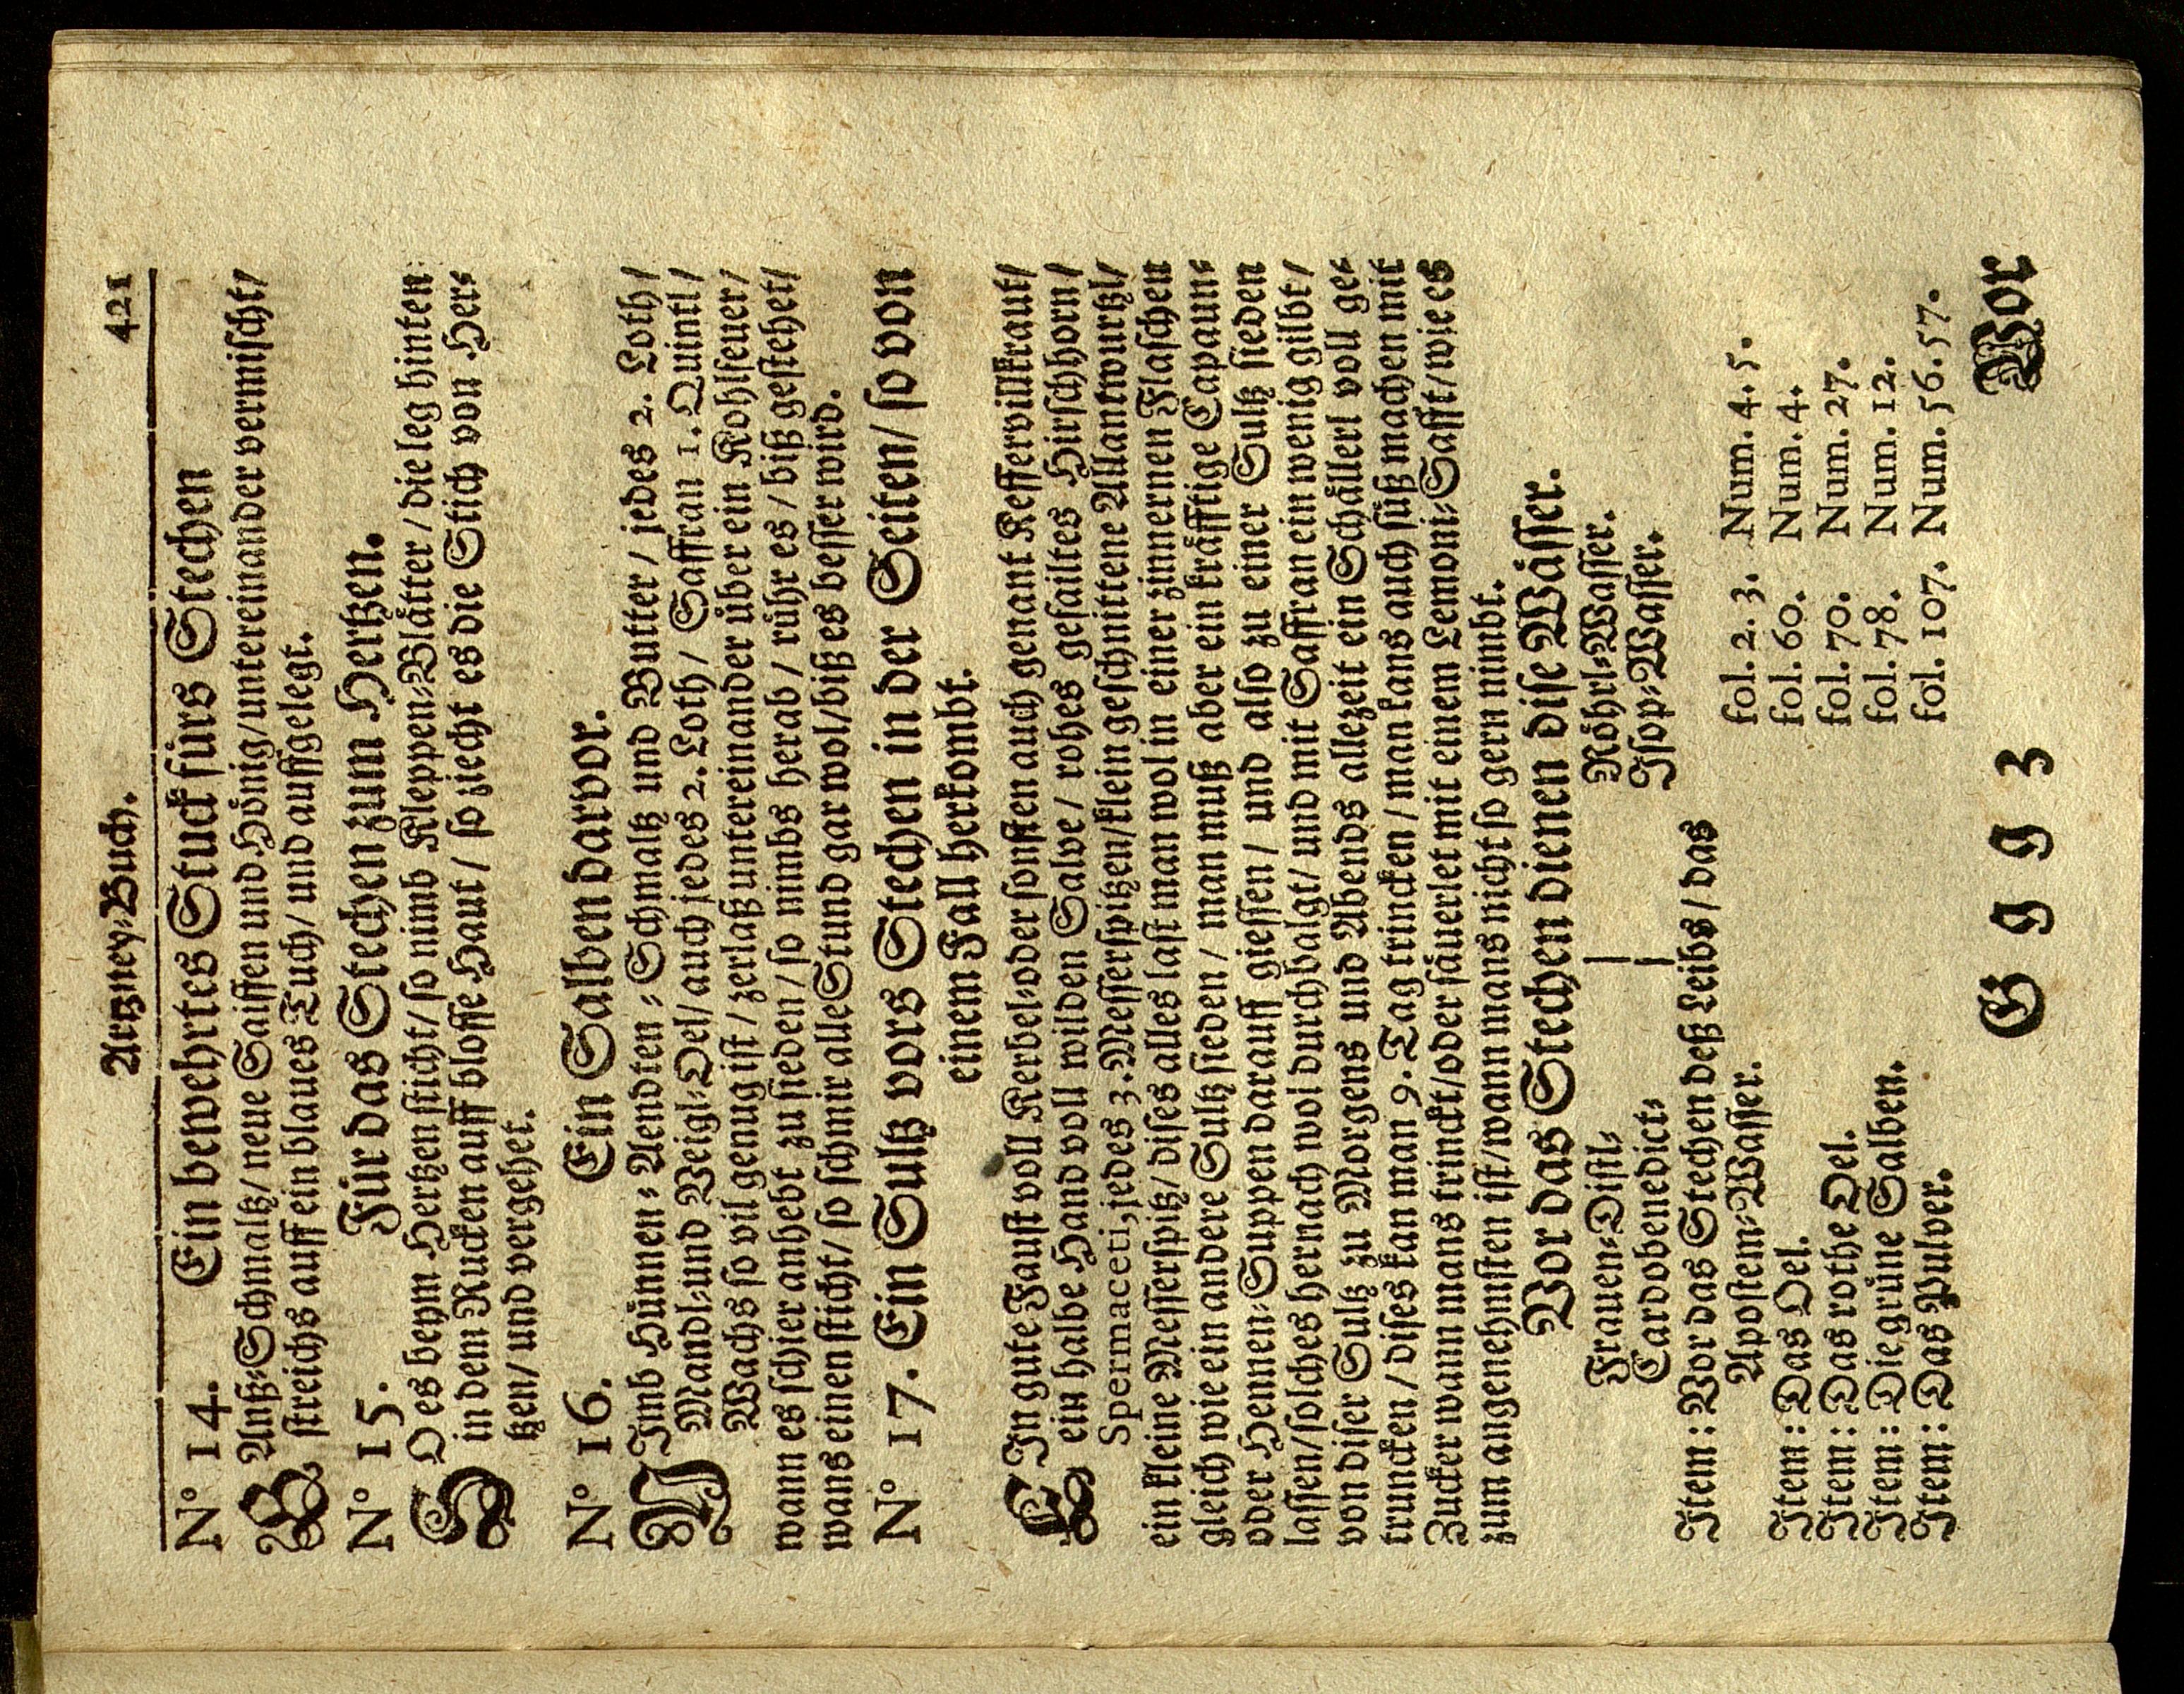 Artzney-Buch. 421
N° 14. Ein bewehrtes Stuck fürs Stechen
Gänß-Schmaltz/ neue Saiffen und Hönig/untereinander vermischt/
streichs auff ein blaues Tuch/ und auffgelegt.
N° 15. Für das Stechen zum Hertzen.
SO es beym Hertzen sticht/ so nimb Kleppen-Blätter / die leg hinten
in dem Rucken auff blosse Haut / so ziecht es die Stich von Her-
tzen/ und vergehet.
N° 16. Ein Salben darvor.
NImb Hünnen-Aendten-Schmaltz und Butter / jedes 2. Loth /
Mandl-und Veigl-Oel/ auch jedes 2. Loth / Saffran 1. Quintl /
Wachs so vil genug ist / zerlaß untereinander über ein Kohlfeuer/
wann es schier anhebt zu sieden / so nimbs herab / rühr es / biß gestehet/
wans einen sticht/ so schmir alle Stund gar wol/biß es besser wird.
N° 17. Ein Sultz vors Stechen in der Seiten/ so von
einem Fall herkombt.
EIn gute Faust voll Kerbel-oder sonsten auch genant Keffervillkraut/
ein halbe Hand voll wilden Salve / rohes gefailtes Hirschhorn /
Spermaceti, jedes 3. Messerspitzen/klein geschnittene Allantwurtzl/
ein kleine Messerspitz/ dises alles last man wol in einer zinnernen Flaschen
gleich wie ein andere Sultz sieden / man muß aber ein kräfftige Capaun-
oder Hennen-Suppen darauff giessen / und also zu einer Sultz sieden
lassen/solches hernach wol durchbalgt/ und mit Saffran ein wenig gilbt /
von diser Sultz zu Morgens und Abends allezeit ein Schällerl voll ge-
truncken / dises kan man 9. Tag trincken / man kans auch süß machen mit
Zucker wann mans trinckt/oder säuerlet mit einem Lemoni-Safft/wie es
zum angenehmsten ist/wann mans nicht so gern nimbt.
Vor das Stechen dienen dise Wässer.
Frauen-Distl- | Röhrl-Wasser.
Cardobenedict- | Isop-Wasser.
Item: Vor das Stechen deß Leibs / das
Apostem-Wasser. fol. 2. 3. Num. 4. 5.
Item: Das Oel. fol. 60. Num. 4.
Item: Das rothe Oel. fol. 70. Num. 27.
Item: Die grüne Salben. fol. 78. Num. 12.
Item: Das Pulver. fol. 107. Num. 56. 57.
G g g 3 Vor